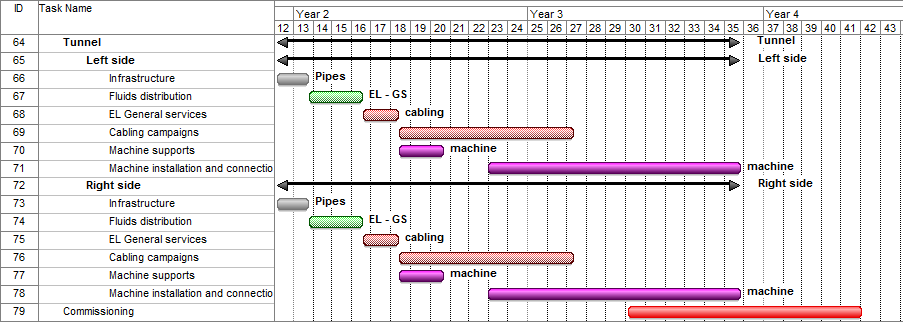 ID Task Name Year 2 Year 3 Year 4
12 13 14 15 16 17 18 19 20 21 22 23 24 25 26 27 28 29 30 31 32 33 34 35 36 37 38 39 40 41 42 43
64 Tunnel Tunnel
65 Left side Left side
66 Infrastructure Pipes
67 Fluids distribution EL - GS
68 EL General services cabling
69 Cabling campaigns
70 Machine supports machine
71 Machine installation and connectio machine
72 Right side Right side
73 Infrastructure Pipes
74 Fluids distribution EL - GS
75 EL General services cabling
76 Cabling campaigns
77 Machine supports machine
78 Machine installation and connectio machine
79 Commissioning